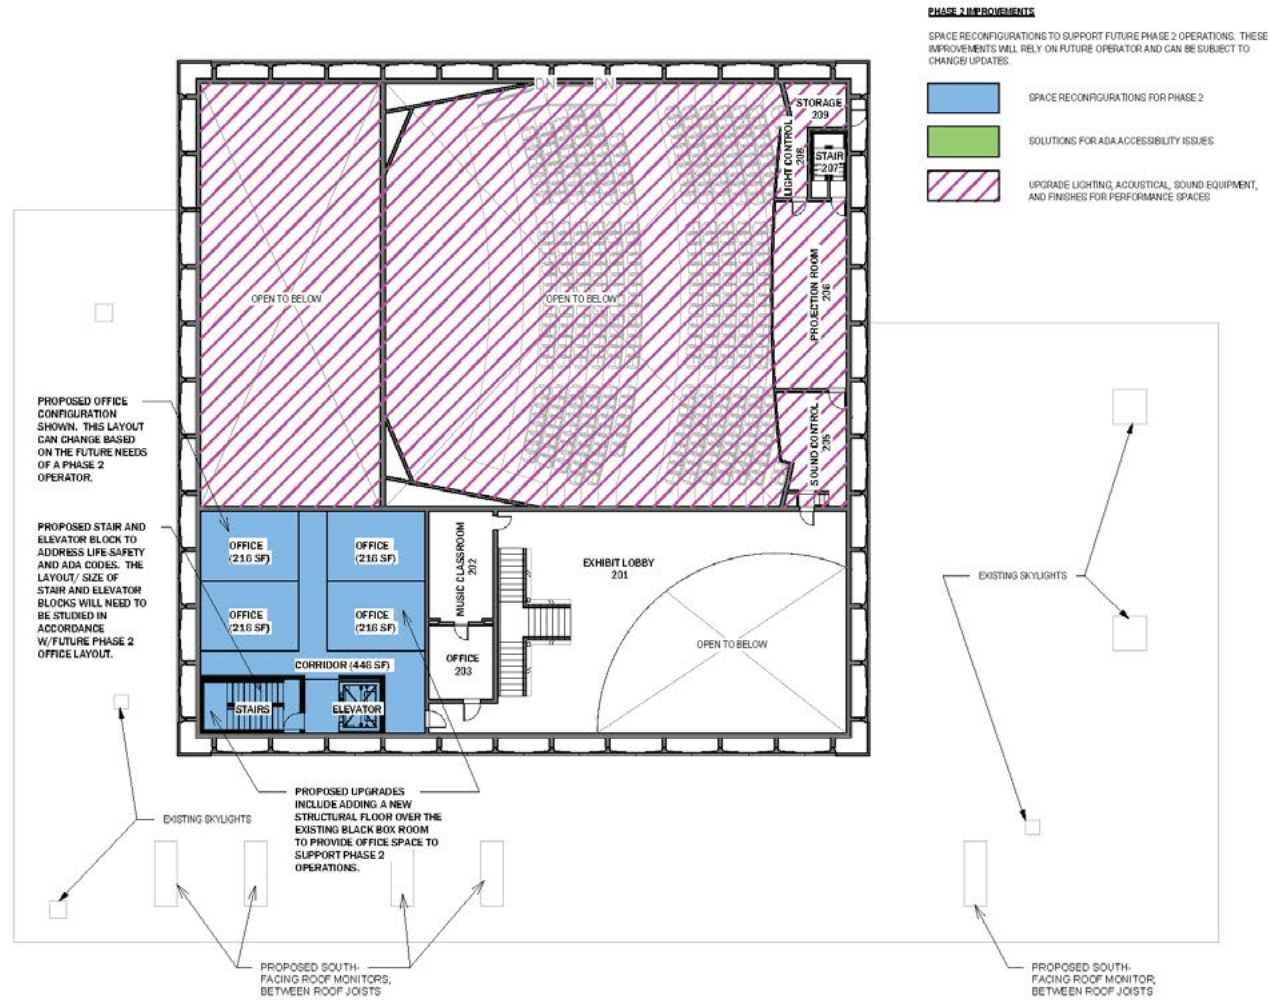 PHASE 2 IMPROVEMENTS
SPACE RECONFIGURATIONS TO SUPPORT FUTURE PHASE 2 OPERATIONS. THESE
IMPROVEMENTS WILL RELY ON FUTURE OPERATOR AND CAN BE SUBJECT TO
CHANGE/ UPDATES.
SPACE RECONFIGURATIONS FOR PHASE 2
SOLUTIONS FOR ADA ACCESSIBILITY ISSUES
UPGRADE LIGHTING, ACOUSTICAL, SOUND EQUIPMENT,
AND FINISHES FOR PERFORMANCE SPACES
DN
DN
STORAGE
209
LIGHT CONTROL
208
STAIR
207
PROJECTION ROOM
206
SOUND CONTROL
205
OPEN TO BELOW
OPEN TO BELOW
PROPOSED OFFICE
CONFIGURATION
SHOWN. THIS LAYOUT
CAN CHANGE BASED
ON THE FUTURE NEEDS
OF A PHASE 2
OPERATOR.
PROPOSED STAIR AND
ELEVATOR BLOCK TO
ADDRESS LIFE-SAFETY
AND ADA CODES. THE
LAYOUT/ SIZE OF
STAIR AND ELEVATOR
BLOCKS WILL NEED TO
BE STUDIED IN
ACCORDANCE
W/FUTURE PHASE 2
OFFICE LAYOUT.
OFFICE
(216 SF)
OFFICE
(216 SF)
OFFICE
(216 SF)
OFFICE
(216 SF)
CORRIDOR (446 SF)
STAIRS
ELEVATOR
MUSIC CLASSROOM
202
OFFICE
203
EXHIBIT LOBBY
201
OPEN TO BELOW
EXISTING SKYLIGHTS
PROPOSED UPGRADES
INCLUDE ADDING A NEW
STRUCTURAL FLOOR OVER THE
EXISTING BLACK BOX ROOM
TO PROVIDE OFFICE SPACE TO
SUPPORT PHASE 2
OPERATIONS.
EXISTING SKYLIGHTS
PROPOSED SOUTH-
FACING ROOF MONITORS,
BETWEEN ROOF JOISTS
PROPOSED SOUTH-
FACING ROOF MONITOR,
BETWEEN ROOF JOISTS